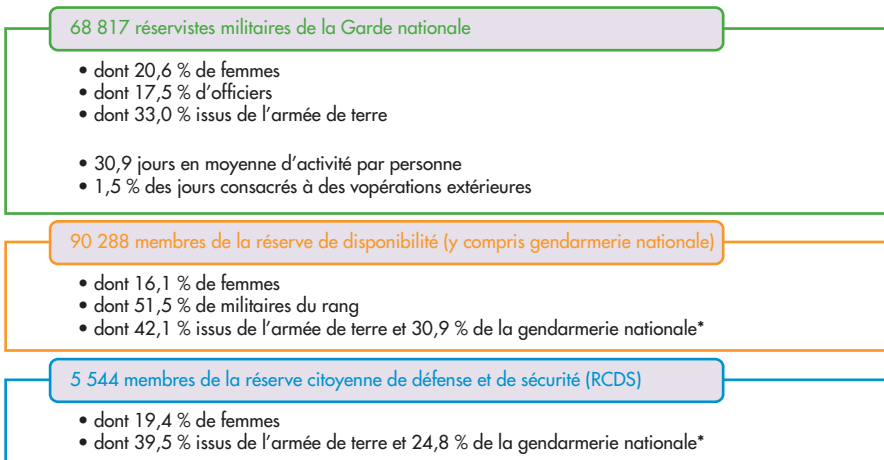 68 817 réservistes militaires de la Garde nationale
• dont 20,6 % de femmes
• dont 17,5 % d’officiers
• dont 33,0 % issus de l’armée de terre
• 30,9 jours en moyenne d’activité par personne
• 1,5 % des jours consacrés à des vopérations extérieures
90 288 membres de la réserve de disponibilité (y compris gendarmerie nationale)
• dont 16,1 % de femmes
• dont 51,5 % de militaires du rang
• dont 42,1 % issus de l’armée de terre et 30,9 % de la gendarmerie nationale*
5 544 membres de la réserve citoyenne de défense et de sécurité (RCDS)
• dont 19,4 % de femmes
• dont 39,5 % issus de l’armée de terre et 24,8 % de la gendarmerie nationale*